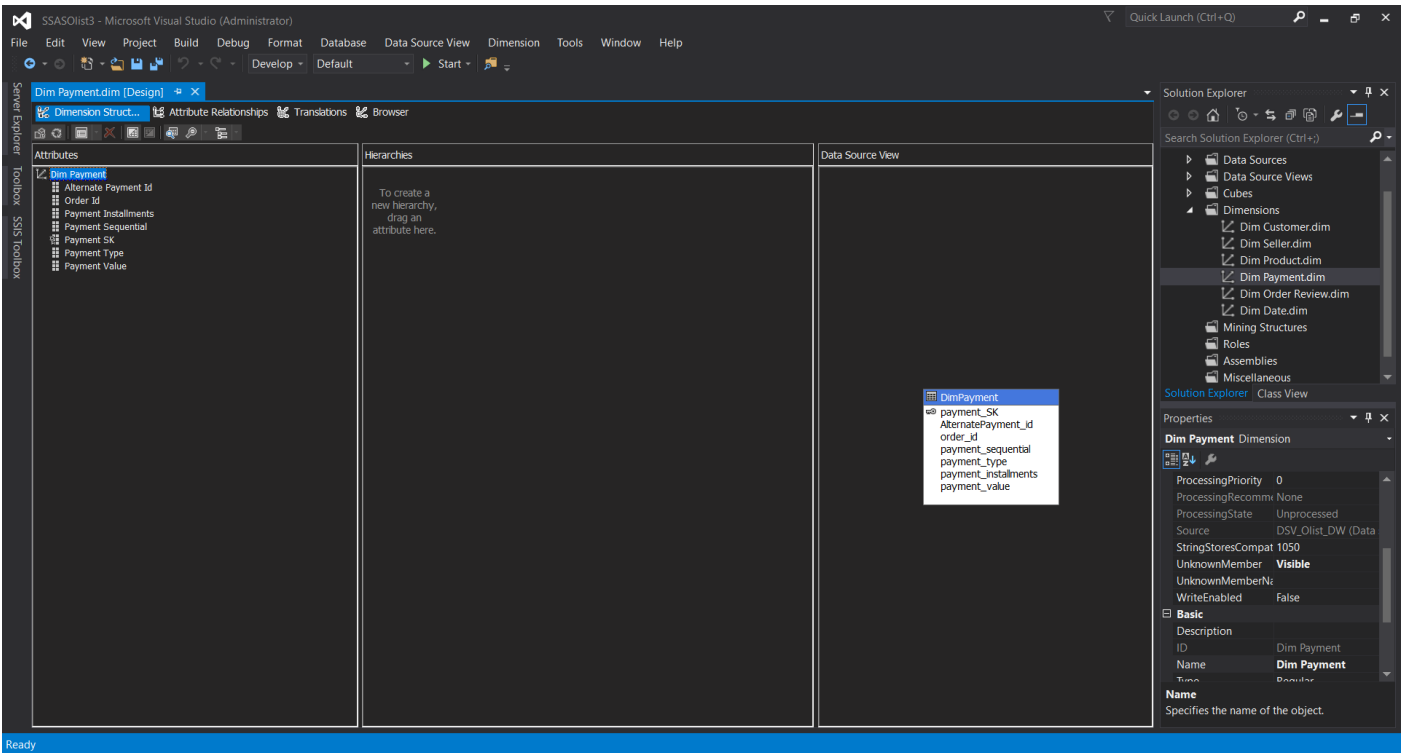 SSASOlist3 - Microsoft Visual Studio (Administrator)
Quick Launch (Ctrl+Q)
File Edit View Project Build Debug Format Database Data Source View Dimension Tools Window Help
Develop Default Start
Server Explorer
Toolbox
SSIS Toolbox
Dim Payment.dim [Design]
Dimension Struct... Attribute Relationships Translations Browser
Attributes
Dim Payment
Alternate Payment Id
Order Id
Payment Installments
Payment Sequential
Payment SK
Payment Type
Payment Value
Hierarchies
To create a
new hierarchy,
drag an
attribute here.
Data Source View
DimPayment
payment_SK
AlternatePayment_id
order_id
payment_sequential
payment_type
payment_installments
payment_value
Solution Explorer
Search Solution Explorer (Ctrl+;)
Data Sources
Data Source Views
Cubes
Dimensions
Dim Customer.dim
Dim Seller.dim
Dim Product.dim
Dim Payment.dim
Dim Order Review.dim
Dim Date.dim
Mining Structures
Roles
Assemblies
Miscellaneous
Solution Explorer Class View
Properties
Dim Payment Dimension
ProcessingPriority 0
ProcessingRecomme None
ProcessingState Unprocessed
Source DSV_Olist_DW (Data
StringStoresCompat 1050
UnknownMember Visible
UnknownMemberNa
WriteEnabled False
Basic
Description
ID Dim Payment
Name Dim Payment
Type Regular
Name
Specifies the name of the object.
Ready